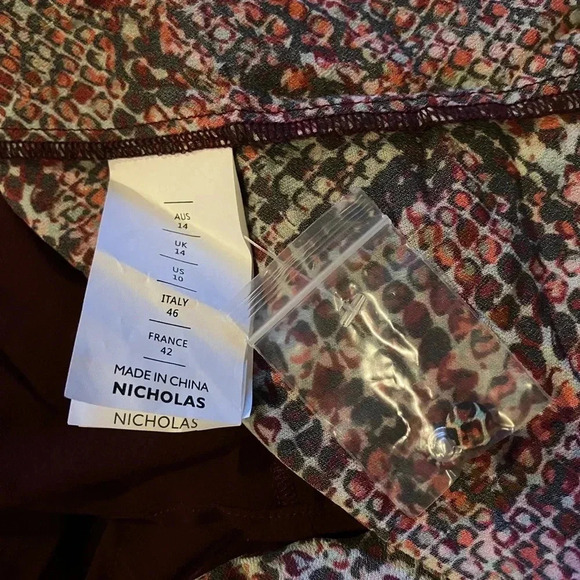 AUS
14
UK
14
US
10
ITALY
46
FRANCE
42
MADE IN CHINA
NICHOLAS
NICHOLAS